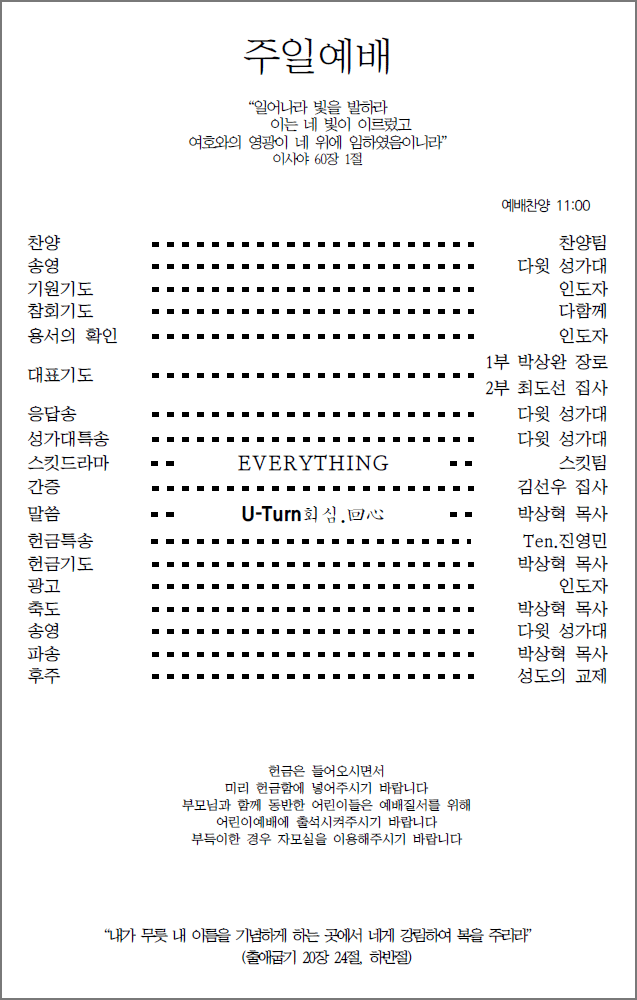 주일예배
“일어나라 빛을 발하라
이는 네 빛이 이르렀고
여호와의 영광이 네 위에 임하였음이니라”
이사야 60장 1절
예배찬양 11:00
찬양 찬양팀
송영 다윗 성가대
기원기도 인도자
참회기도 다함께
용서의 확인 인도자
대표기도 1부 박상완 장로
2부 최도선 집사
응답송 다윗 성가대
성가대특송 다윗 성가대
스킷드라마 EVERYTHING 스킷팀
간증 김선우 집사
말씀 U-Turn회심.回心 박상혁 목사
헌금특송 Ten.진영민
헌금기도 박상혁 목사
광고 인도자
축도 박상혁 목사
송영 다윗 성가대
파송 박상혁 목사
후주 성도의 교제
헌금은 들어오시면서
미리 헌금함에 넣어주시기 바랍니다
부모님과 함께 동반한 어린이들은 예배질서를 위해
어린이예배에 출석시켜주시기 바랍니다
부득이한 경우 자모실을 이용해주시기 바랍니다
“내가 무릇 내 이름을 기념하게 하는 곳에서 네게 강림하여 복을 주리라”
(출애굽기 20장 24절, 하반절)